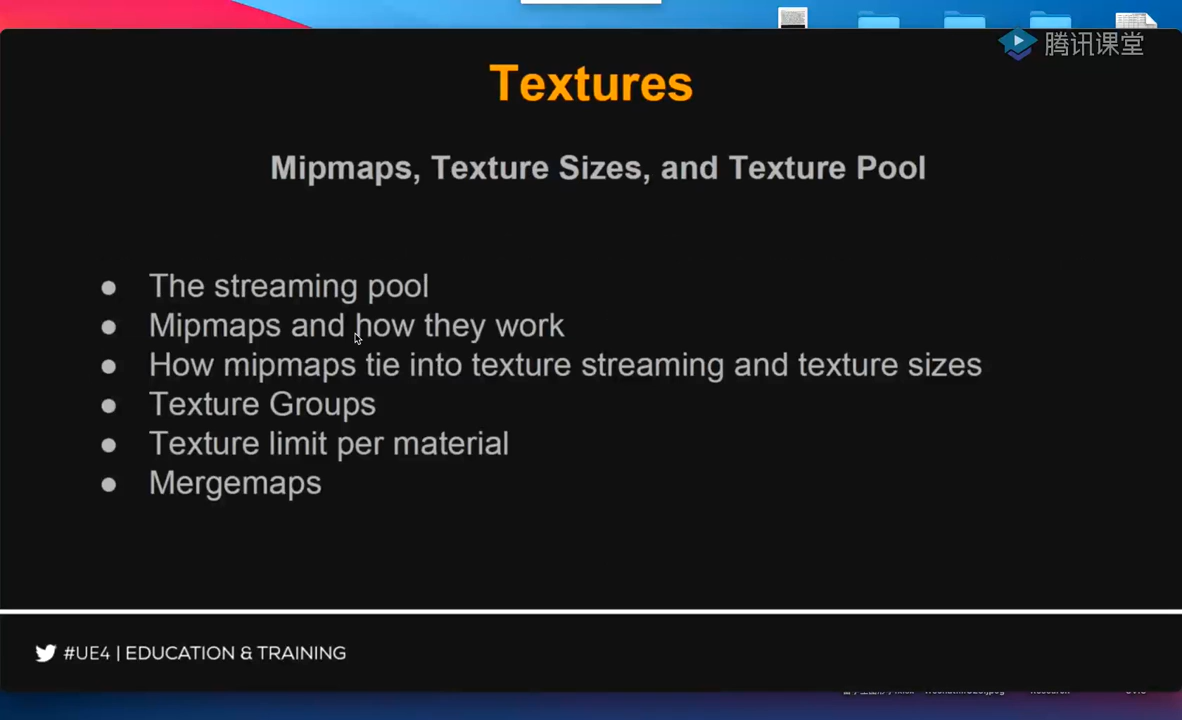 腾讯课堂
Textures
Mipmaps, Texture Sizes, and Texture Pool
● The streaming pool
● Mipmaps and how they work
● How mipmaps tie into texture streaming and texture sizes
● Texture Groups
● Texture limit per material
● Mergemaps
#UE4 | EDUCATION & TRAINING